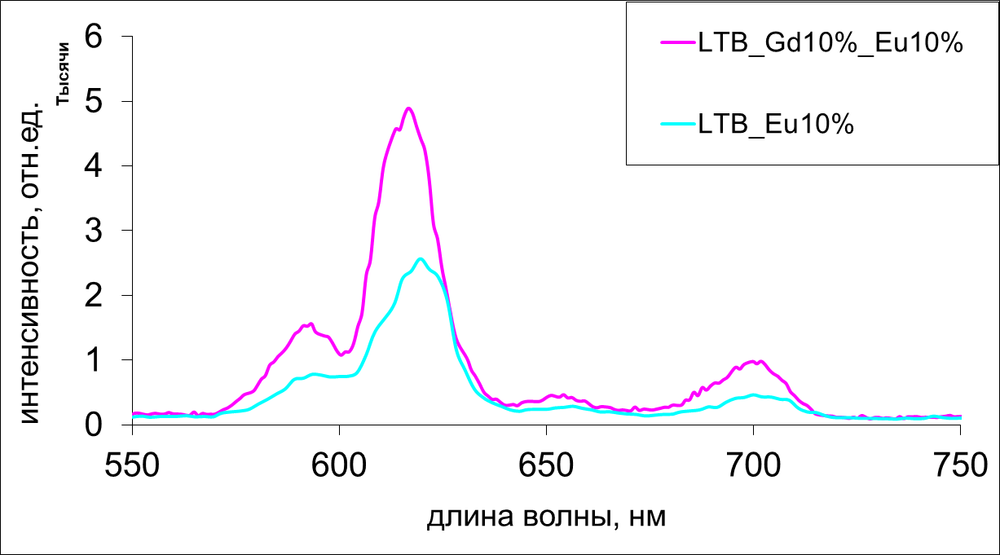 LTB_Gd10%_Eu10%
LTB_Eu10%
Тысячи
интенсивность, отн.ед.
6
5
4
3
2
1
0
550 600 650 700 750
длина волны, нм